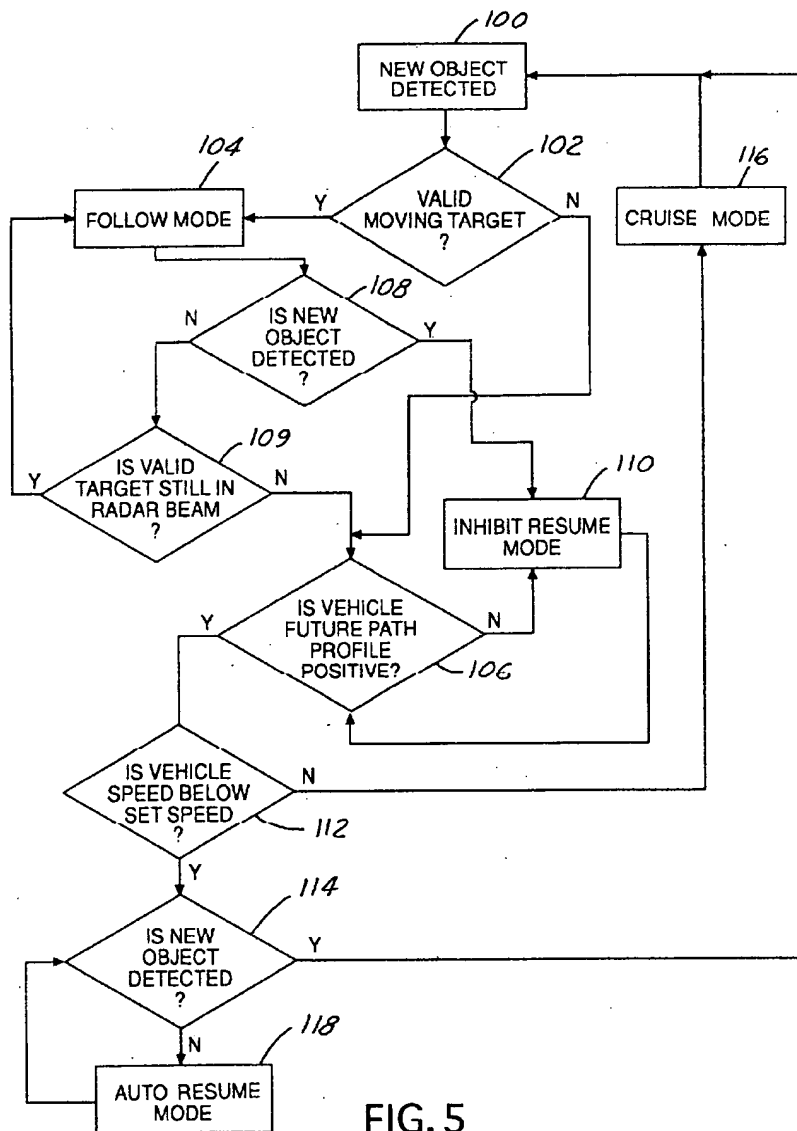 100
NEW OBJECT
DETECTED
102
VALID
MOVING TARGET
?
Y
N
104
FOLLOW MODE
116
CRUISE MODE
108
IS NEW
OBJECT
DETECTED
?
N
Y
109
IS VALID
TARGET STILL IN
RADAR BEAM
?
Y
N
110
INHIBIT RESUME
MODE
IS VEHICLE
FUTURE PATH
PROFILE
POSITIVE?
Y
N
106
IS VEHICLE
SPEED BELOW
SET SPEED
?
N
112
Y
114
IS NEW
OBJECT
DETECTED
?
Y
N
118
AUTO RESUME
MODE
FIG. 5